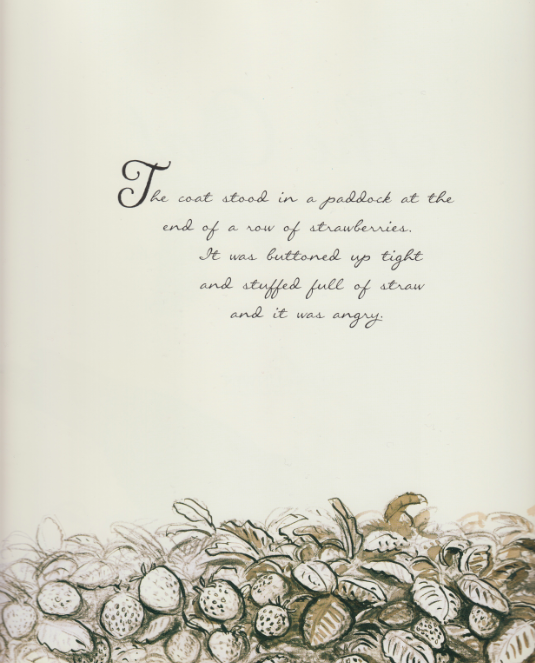 The coat stood in a paddock at the
end of a row of strawberries.
It was buttoned up tight
and stuffed full of straw
and it was angry.